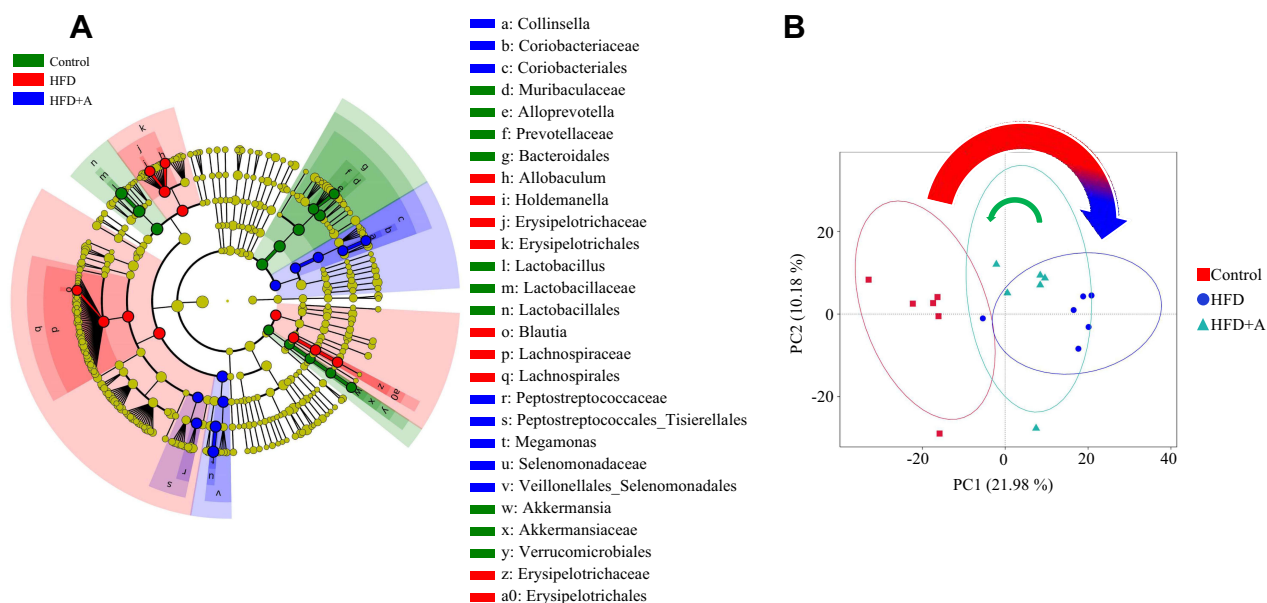 A
Control
HFD
HFD+A
k
j
h
n
m
g
d
f
e
c
b
o
p
q
r
s
u
v
w
x
y
z
a0
a: Collinsella
b: Coriobacteriaceae
c: Coriobacteriales
d: Muribaculaceae
e: Alloprevotella
f: Prevotellaceae
g: Bacteroidales
h: Allobaculum
i: Holdemanella
j: Erysipelotrichaceae
k: Erysipelotrichales
l: Lactobacillus
m: Lactobacillaceae
n: Lactobacillales
o: Blautia
p: Lachnospiraceae
q: Lachnospirales
r: Peptostreptococcaceae
s: Peptostreptococcales_Tisierellales
t: Megamonas
u: Selenomonadaceae
v: Veillonellales_Selenomonadales
w: Akkermansia
x: Akkermansiaceae
y: Verrucomicrobiales
z: Erysipelotrichaceae
a0: Erysipelotrichales
B
20
0
-20
PC2 (10.18 %)
-20
0
20
40
PC1 (21.98 %)
Control
HFD
HFD+A